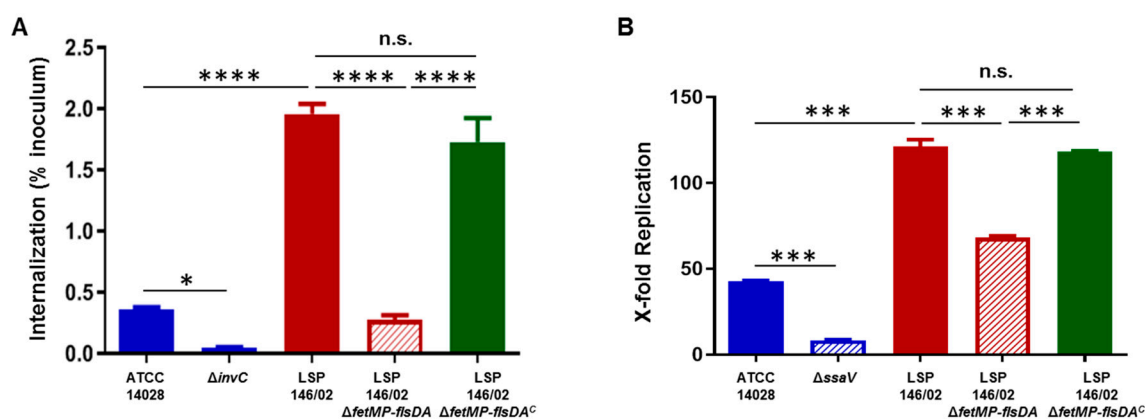 A
Internalization (% inoculum)
2.5
2.0
1.5
1.0
0.5
0.0
n.s.
**** **** ****
*
ATCC 14028
ΔinvC
LSP 146/02
LSP 146/02 ΔfetMP-flsDA
LSP 146/02 ΔfetMP-flsDAᶜ
B
X-fold Replication
150
100
50
0
n.s.
*** *** ***
***
ATCC 14028
ΔssaV
LSP 146/02
LSP 146/02 ΔfetMP-flsDA
LSP 146/02 ΔfetMP-flsDAᶜ